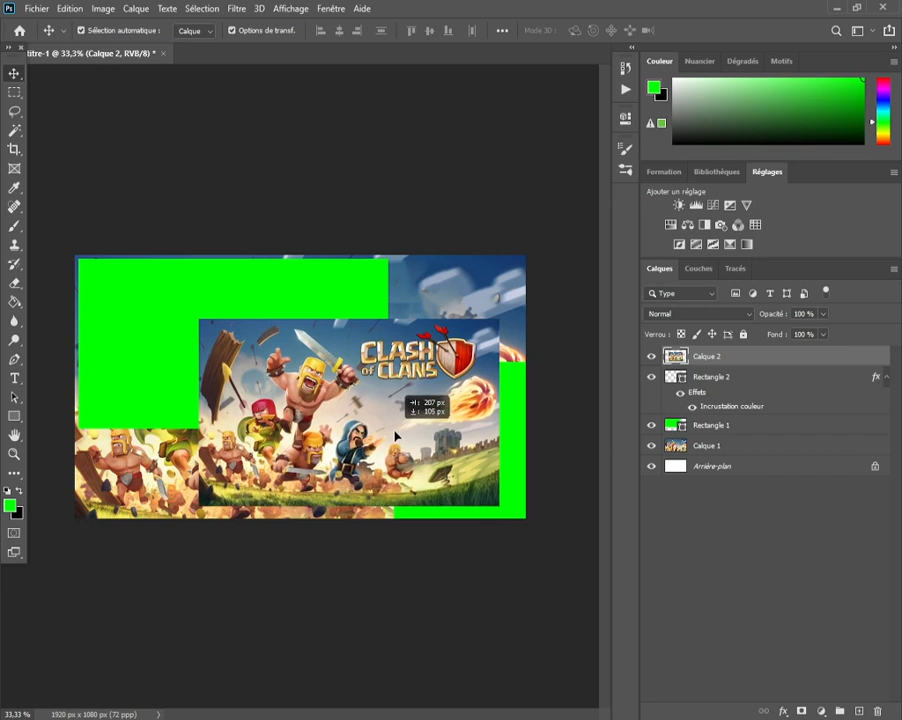 Ps Fichier Edition Image Calque Texte Sélection Filtre 3D Affichage Fenêtre Aide
Sélection automatique : Calque Options de transf. Mode 3D :
titre-1 @ 33,3% (Calque 2, RVB/8) *
Couleur Nuancier Dégradés Motifs
Formation Bibliothèques Réglages
Ajouter un réglage
Calques Couches Tracés
Type
Normal Opacité : 100 %
Verrou : Fond : 100 %
Calque 2
Rectangle 2 fx
Effets
Incrustation couleur
Rectangle 1
Calque 1
Arrière-plan
CLASH
OF CLANS
207 px
105 px
33,33 % 1920 px x 1080 px (72 ppp)